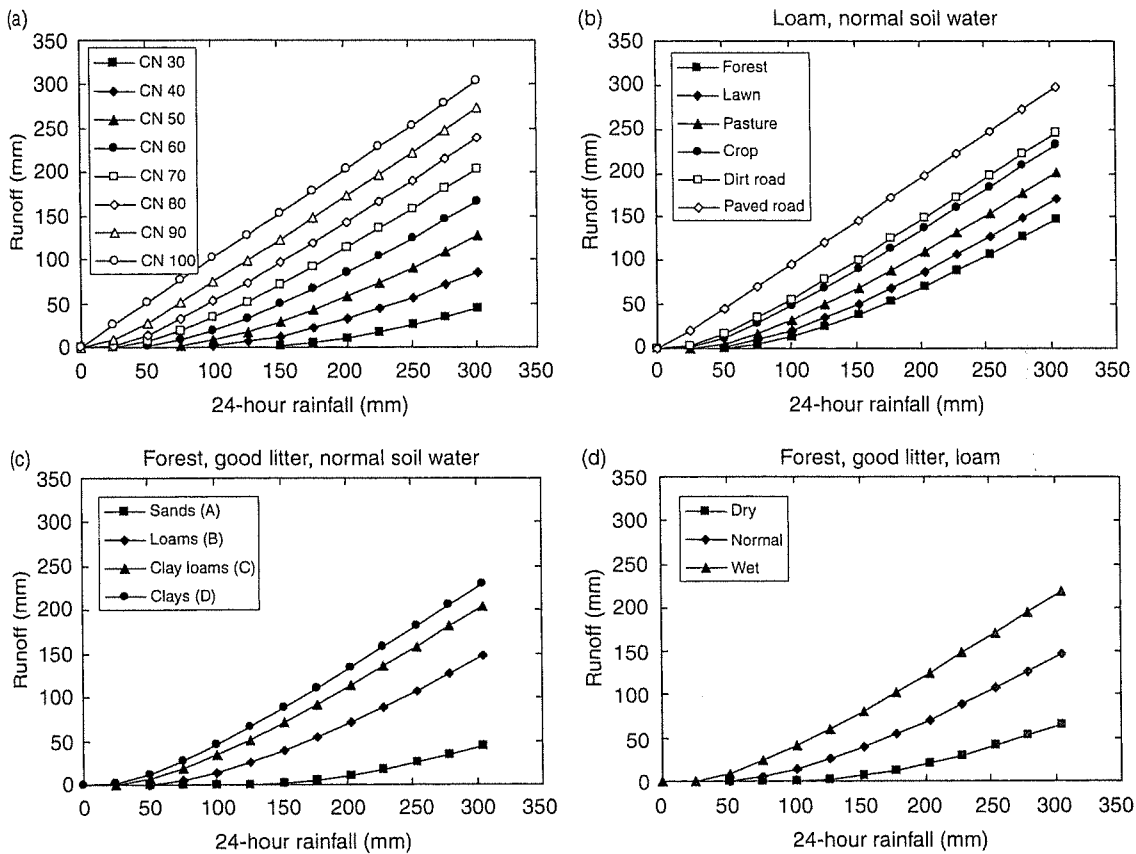 (a)
350
300
250
200
150
100
50
0
Runoff (mm)
CN 30
CN 40
CN 50
CN 60
CN 70
CN 80
CN 90
CN 100
0 50 100 150 200 250 300 350
24-hour rainfall (mm)
(b) Loam, normal soil water
350
300
250
200
150
100
50
0
Runoff (mm)
Forest
Lawn
Pasture
Crop
Dirt road
Paved road
0 50 100 150 200 250 300 350
24-hour rainfall (mm)
(c) Forest, good litter, normal soil water
350
300
250
200
150
100
50
0
Runoff (mm)
Sands (A)
Loams (B)
Clay loams (C)
Clays (D)
0 50 100 150 200 250 300 350
24-hour rainfall (mm)
(d) Forest, good litter, loam
350
300
250
200
150
100
50
0
Runoff (mm)
Dry
Normal
Wet
0 50 100 150 200 250 300 350
24-hour rainfall (mm)